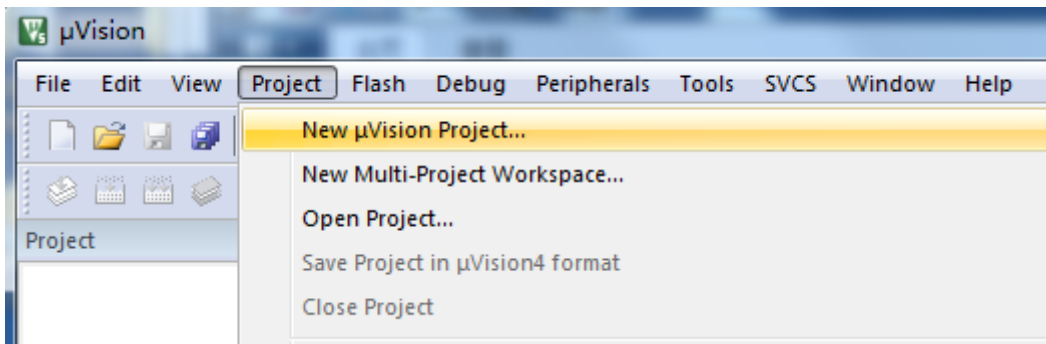 µVision
File Edit View Project Flash Debug Peripherals Tools SVCS Window Help
New µVision Project...
New Multi-Project Workspace...
Open Project...
Project
Save Project in µVision4 format
Close Project